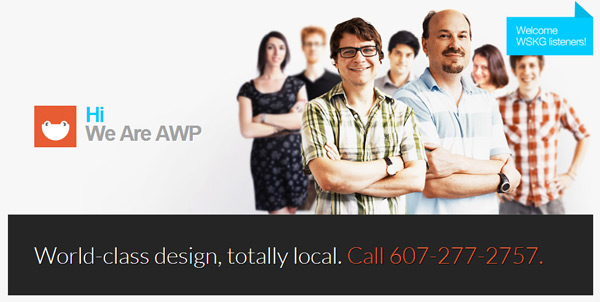 Welcome
WSKG listeners!
Hi
We Are AWP
World-class design, totally local. Call 607-277-2757.